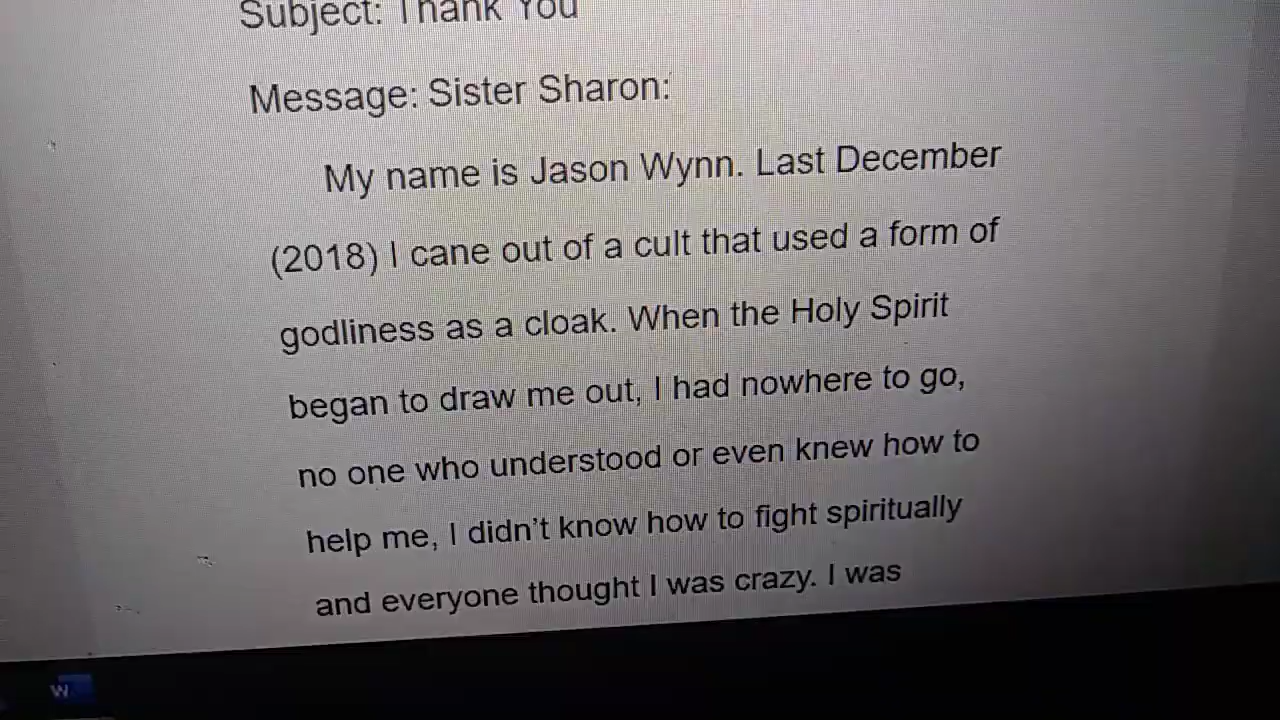 Subject: Thank You
Message: Sister Sharon:
My name is Jason Wynn. Last December
(2018) I cane out of a cult that used a form of
godliness as a cloak. When the Holy Spirit
began to draw me out, I had nowhere to go,
no one who understood or even knew how to
help me, I didn't know how to fight spiritually
and everyone thought I was crazy. I was
W